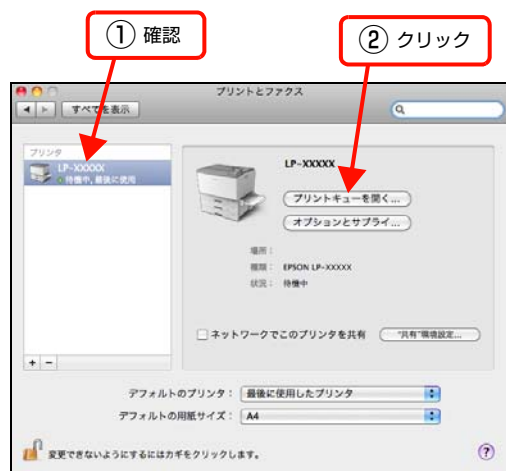 ① 確認
② クリック
プリントとファクス
すべてを表示
プリンタ
LP-XXXXX
待機中, 最後に使用
LP-XXXXX
プリントキューを開く...
オプションとサプライ...
場所：
種類： EPSON LP-XXXXX
状況： 待機中
ネットワークでこのプリンタを共有
"共有"環境設定...
+ −
デフォルトのプリンタ： 最後に使用したプリンタ
デフォルトの用紙サイズ： A4
変更できないようにするにはカギをクリックします。
?